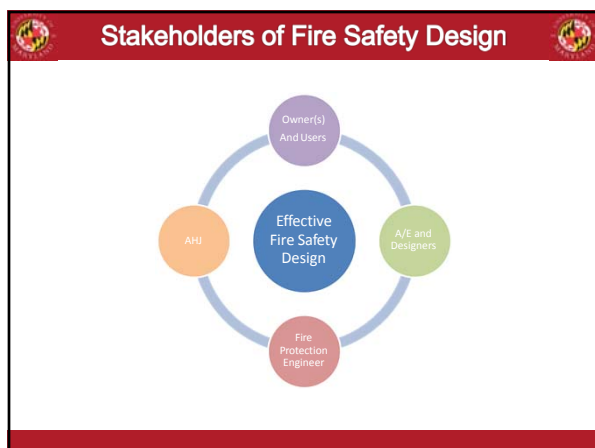 Stakeholders of Fire Safety Design
Owner(s)
And Users
AHJ
Effective
Fire Safety
Design
A/E and
Designers
Fire
Protection
Engineer